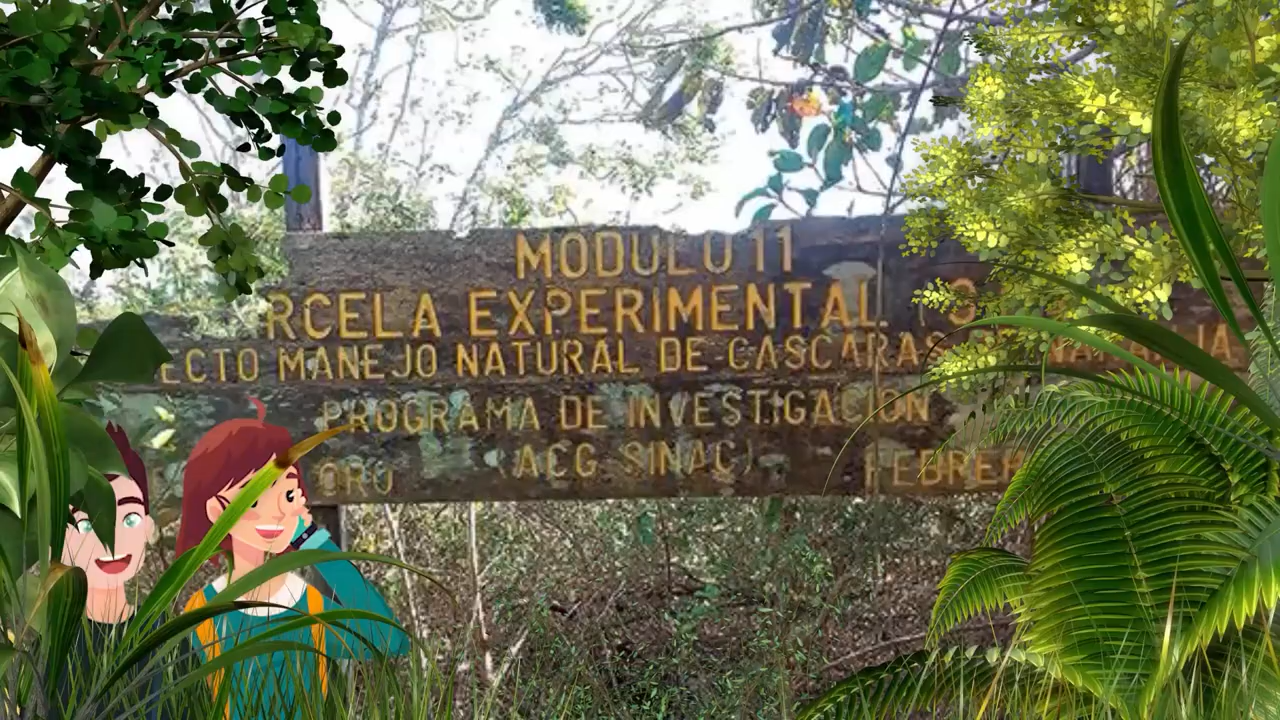 MODULO 11
RCELA EXPERIMENTAL
ECTO MANEJO NATURAL DE CASCARAS
PROGRAMA DE INVESTIGACION
(ACG SINAC)
ORO FEBRER